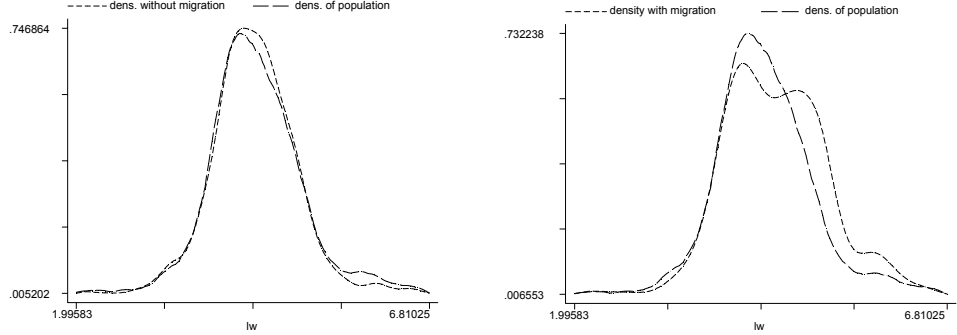 dens. without migration dens. of population
.746864
.005202
1.99583 6.81025
lw
density with migration dens. of population
.732238
.006553
1.99583 6.81025
lw